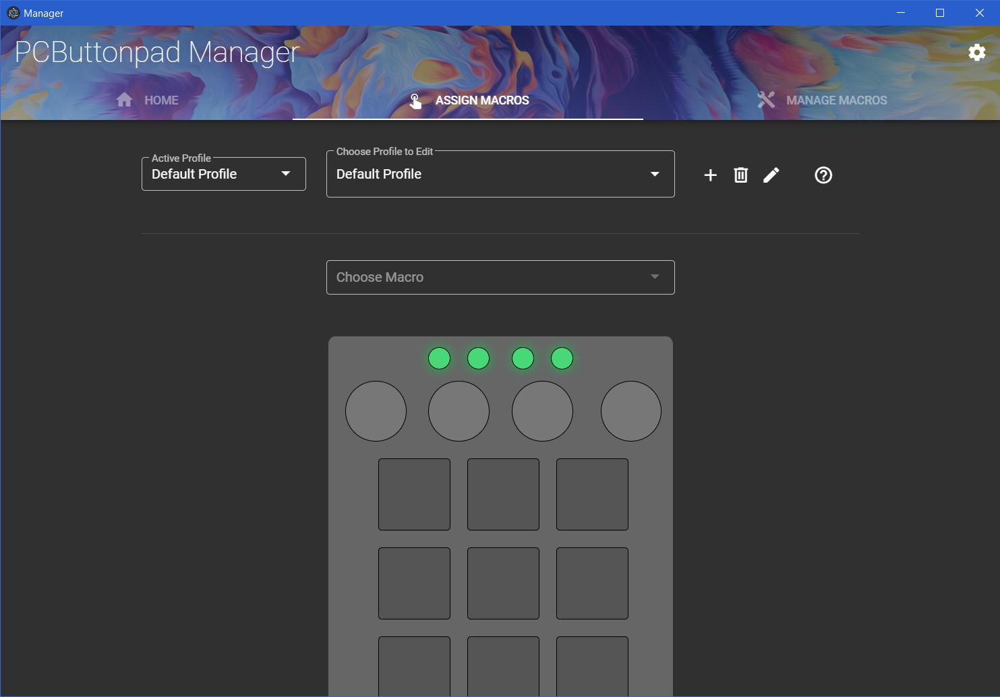 Manager
PCButtonpad Manager
HOME
ASSIGN MACROS
MANAGE MACROS
Active Profile
Default Profile
Choose Profile to Edit
Default Profile
Choose Macro